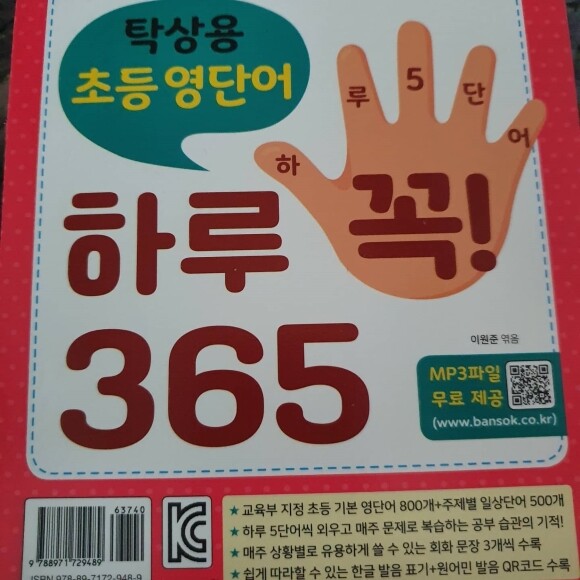 탁상용
초등 영단어
하 루 5 단 어
하루 꼭!
365
이원준 엮음
MP3파일
무료 제공
(www.bansok.co.kr)
63740
9 788971 729489
ISBN 978-89-7172-948-9
KC
★교육부 지정 초등 기본 영단어 800개+주제별 일상단어 500개
★하루 5단어씩 외우고 매주 문제로 복습하는 공부 습관의 기적!
★매주 상황별로 유용하게 쓸 수 있는 회화 문장 3개씩 수록
★쉽게 따라할 수 있는 한글 발음 표기+원어민 발음 QR코드 수록